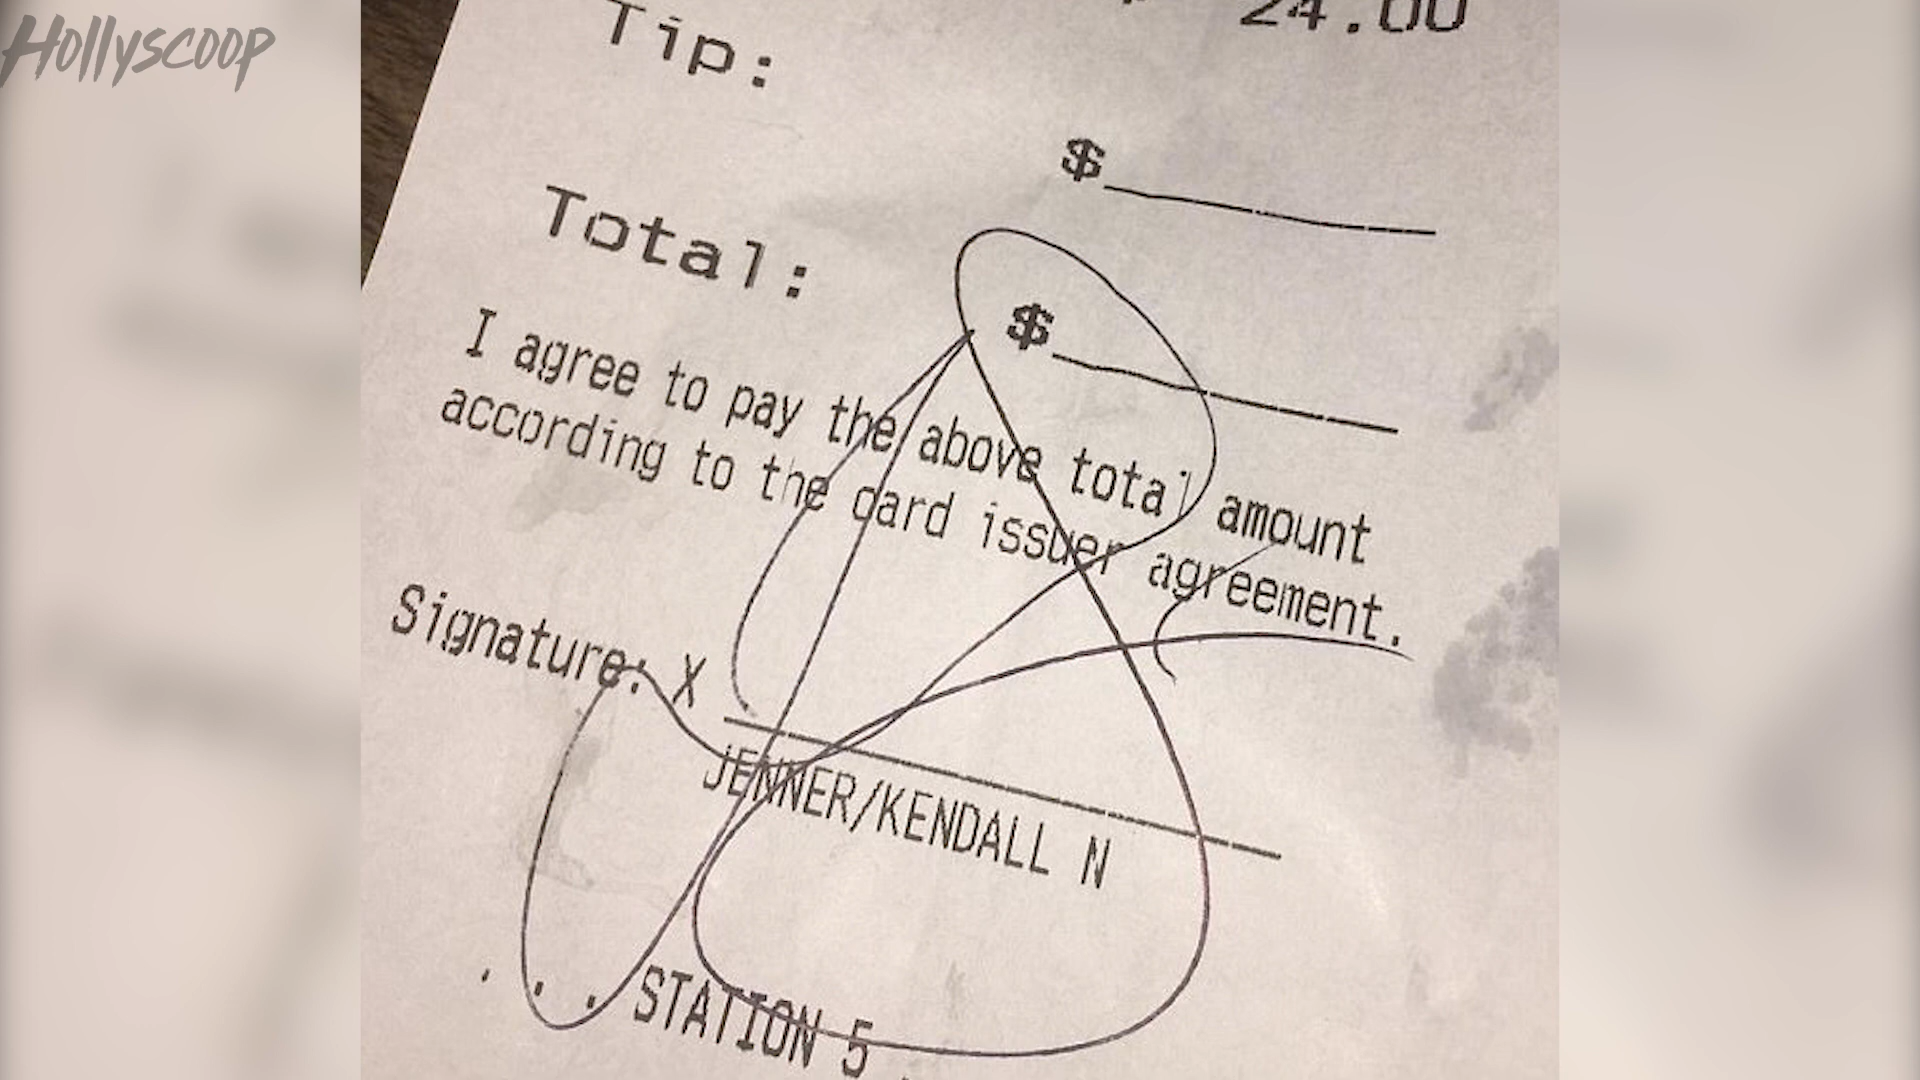 Hollyscoop
24.00
Tip:
$
Total:
$
I agree to pay the above total amount
according to the card issuer agreement.
Signature: X
JENNER/KENDALL N
. . . STATION 5